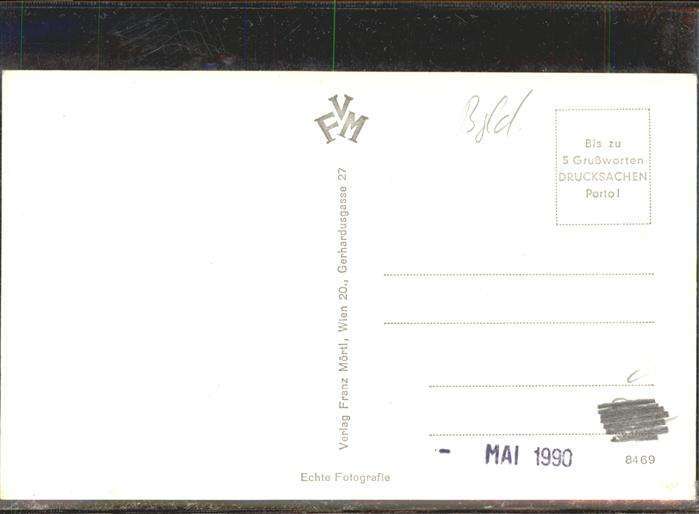 FVM
Bgld.
Bis zu
5 Grußworten
DRUCKSACHEN
Porto!
Verlag Franz Mörtl, Wien 20., Gerhardusgasse 27
- MAI 1990
8469
Echte Fotografie